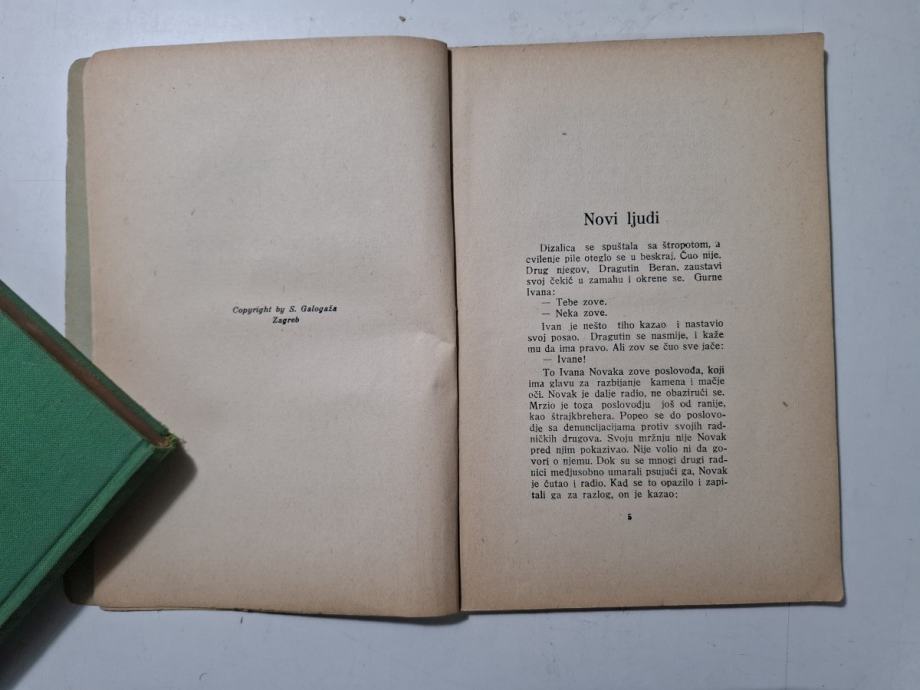 Copyright by S. Galogaža
Zagreb
Novi ljudi
Dizalica se spuštala sa štropotom, a
cvilenje pile oteglo se u beskraj. Čuo nije.
Drug njegov, Dragutin Beran, zaustavi
svoj čekić u zamahu i okrene se. Gurne
Ivana:
— Tebe zove.
— Neka zove.
Ivan je nešto tiho kazao i nastavio
svoj posao. Dragutin se nasmije, i kaže
mu da ima pravo. Ali zov se čuo sve jače:
— Ivane!
To Ivana Novaka zove poslovođa, koji
ima glavu za razbijanje kamena i mačje
oči. Novak je dalje radio, ne obazirući se.
Mrzio je toga poslovodju još od ranije,
kao štrajkbrehera. Popeo se do poslovo-
dje sa denuncijacijama protiv svojih rad-
ničkih drugova. Svoju mržnju nije Novak
pred njim pokazivao. Nije volio ni da go-
vori o njemu. Dok su se mnogi drugi rad-
nici medjusobno umarali psujući ga, Novak
je ćutao i radio. Kad se to opazilo i zapi-
tali ga za razlog, on je kazao:
5